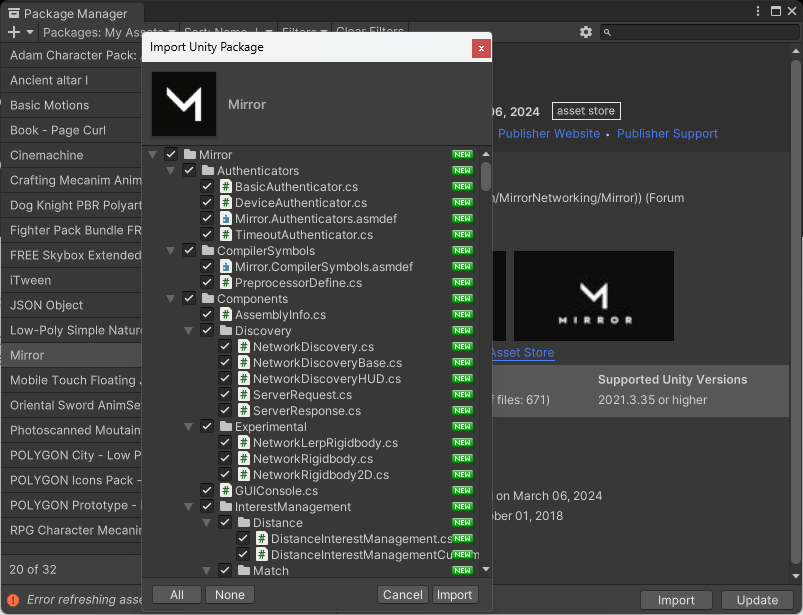 Package Manager
Packages: My Assets
Sort: Name
Filters
Clear Filters
Adam Character Pack:
Ancient altar I
Basic Motions
Book - Page Curl
Cinemachine
Crafting Mecanim Anim
Dog Knight PBR Polyart
Fighter Pack Bundle FR
FREE Skybox Extended
iTween
JSON Object
Low-Poly Simple Nature
Mirror
Mobile Touch Floating J
Oriental Sword AnimSe
Photoscanned Moutain
POLYGON City - Low P
POLYGON Icons Pack -
POLYGON Prototype -
RPG Character Mecanim
20 of 32
Error refreshing asse
Import Unity Package
x
Mirror
Mirror NEW
Authenticators NEW
BasicAuthenticator.cs NEW
DeviceAuthenticator.cs NEW
Mirror.Authenticators.asmdef NEW
TimeoutAuthenticator.cs NEW
CompilerSymbols NEW
Mirror.CompilerSymbols.asmdef NEW
PreprocessorDefine.cs NEW
Components NEW
AssemblyInfo.cs NEW
Discovery NEW
NetworkDiscovery.cs NEW
NetworkDiscoveryBase.cs NEW
NetworkDiscoveryHUD.cs NEW
ServerRequest.cs NEW
ServerResponse.cs NEW
Experimental NEW
NetworkLerpRigidbody.cs NEW
NetworkRigidbody.cs NEW
NetworkRigidbody2D.cs NEW
GUIConsole.cs NEW
InterestManagement NEW
Distance NEW
DistanceInterestManagement.cs NEW
DistanceInterestManagementCu NEW
Match NEW
All
None
Cancel
Import
06, 2024
asset store
Publisher Website • Publisher Support
m/MirrorNetworking/Mirror)) (Forum
MIRROR
Asset Store
Supported Unity Versions
f files: 671)
2021.3.35 or higher
on March 06, 2024
ber 01, 2018
Import
Update